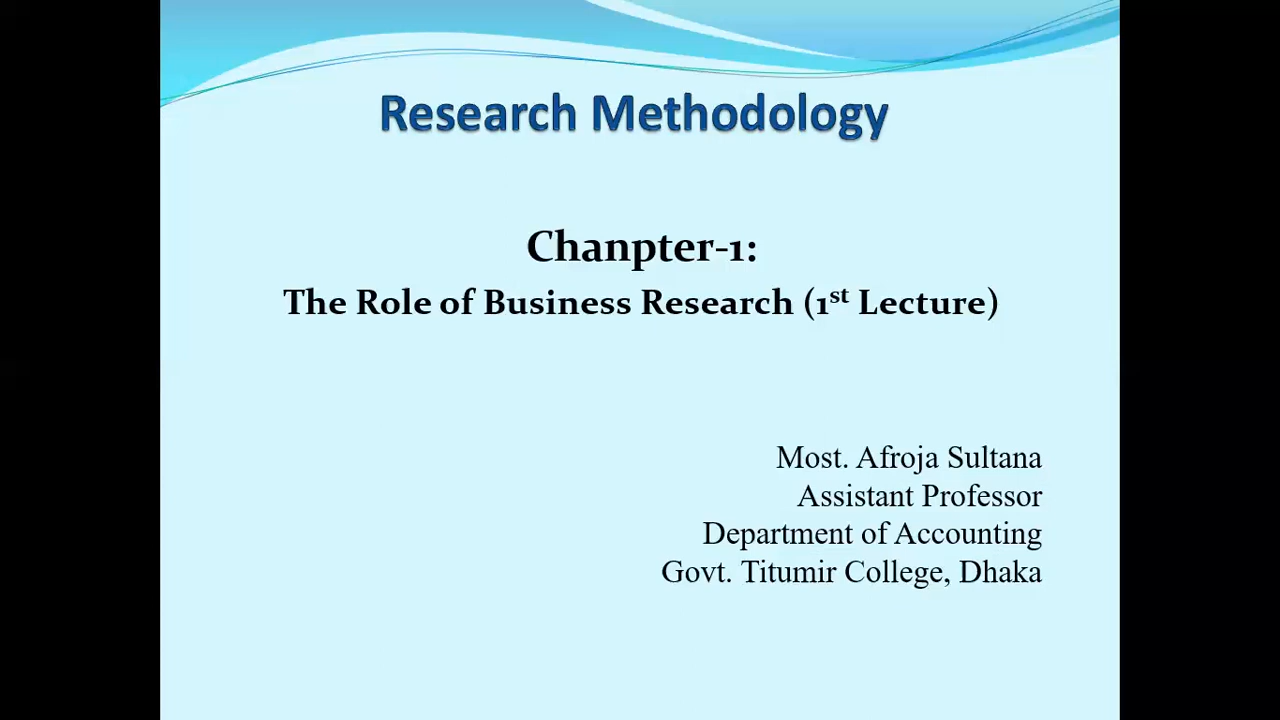 Research Methodology
Chanpter-1:
The Role of Business Research (1st Lecture)
Most. Afroja Sultana
Assistant Professor
Department of Accounting
Govt. Titumir College, Dhaka